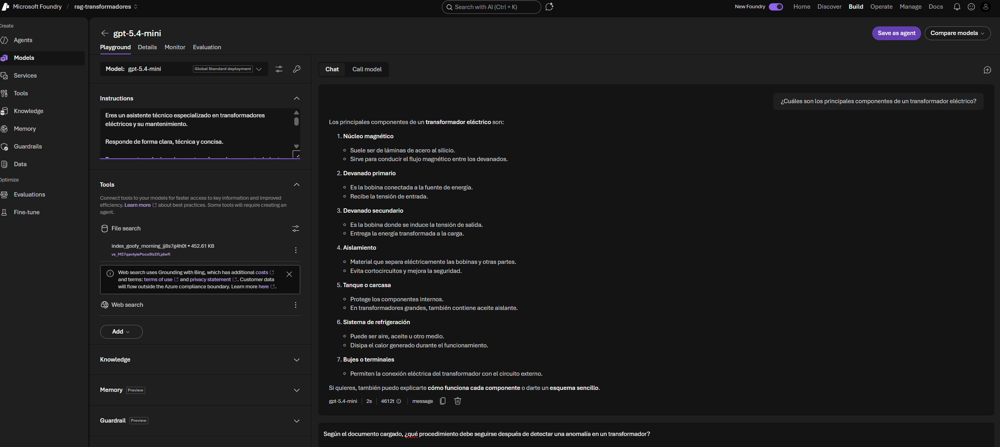 Microsoft Foundry / rag-transformadores
Search with AI (Ctrl + K)
New Foundry
Home
Discover
Build
Operate
Manage
Docs
Create
Agents
Models
Services
Tools
Knowledge
Memory
Guardrails
Data
Optimize
Evaluations
Fine-tune
gpt-5.4-mini
Save as agent
Compare models
Playground
Details
Monitor
Evaluation
Model: gpt-5.4-mini
Global Standard deployment
Instructions
Eres un asistente técnico especializado en transformadores
eléctricos y su mantenimiento.
Responde de forma clara, técnica y concisa.
Tools
Connect tools to your models for faster access to key information and improved
efficiency. Learn more about best practices. Some tools will require creating an
agent.
File search
index_goofy_morning_jj8s7g4h0t • 452.61 KB
vs_M57qavtyiePoco9IzEfLjdwR
Web search uses Grounding with Bing, which has additional costs
and terms: terms of use and privacy statement. Customer data
will flow outside the Azure compliance boundary. Learn more here.
Web search
Add
Knowledge
Memory Preview
Guardrail Preview
Chat
Call model
¿Cuáles son los principales componentes de un transformador eléctrico?
Los principales componentes de un transformador eléctrico son:
1. Núcleo magnético
Suele ser de láminas de acero al silicio.
Sirve para conducir el flujo magnético entre los devanados.
2. Devanado primario
Es la bobina conectada a la fuente de energía.
Recibe la tensión de entrada.
3. Devanado secundario
Es la bobina donde se induce la tensión de salida.
Entrega la energía transformada a la carga.
4. Aislamiento
Material que separa eléctricamente las bobinas y otras partes.
Evita cortocircuitos y mejora la seguridad.
5. Tanque o carcasa
Protege los componentes internos.
En transformadores grandes, también contiene aceite aislante.
6. Sistema de refrigeración
Puede ser aire, aceite u otro medio.
Disipa el calor generado durante el funcionamiento.
7. Bujes o terminales
Permiten la conexión eléctrica del transformador con el circuito externo.
Si quieres, también puedo explicarte cómo funciona cada componente o darte un esquema sencillo.
gpt-5.4-mini
2s
4612t
message
Según el documento cargado, ¿qué procedimiento debe seguirse después de detectar una anomalía en un transformador?